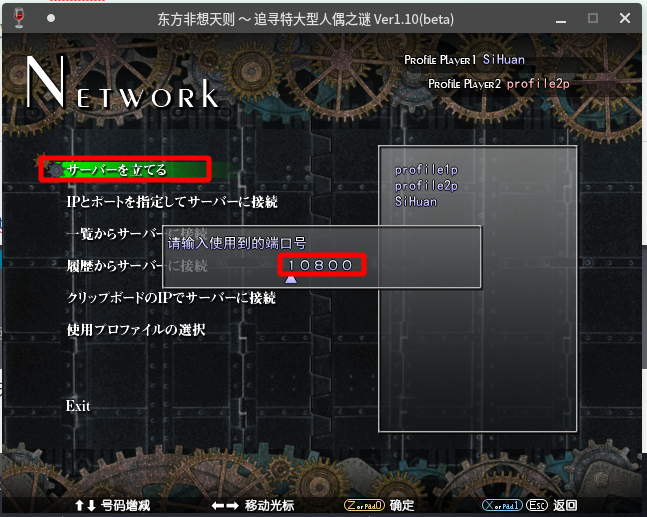 东方非想天则 ～ 追寻特大型人偶之谜 Ver1.10(beta)
Network
Profile Player1 SiHuan
Profile Player2 profile2p
サーバーを立てる
IPとポートを指定してサーバーに接続
一覧からサーバーに接続
履歴からサーバーに接続
クリップボードのIPでサーバーに接続
使用プロファイルの選択
Exit
请输入使用到的端口号
10800
profile1p
profile2p
SiHuan
↑↓ 号码增减 ←→ 移动光标 Z or Pad0 确定 X or Pad1 Esc 返回